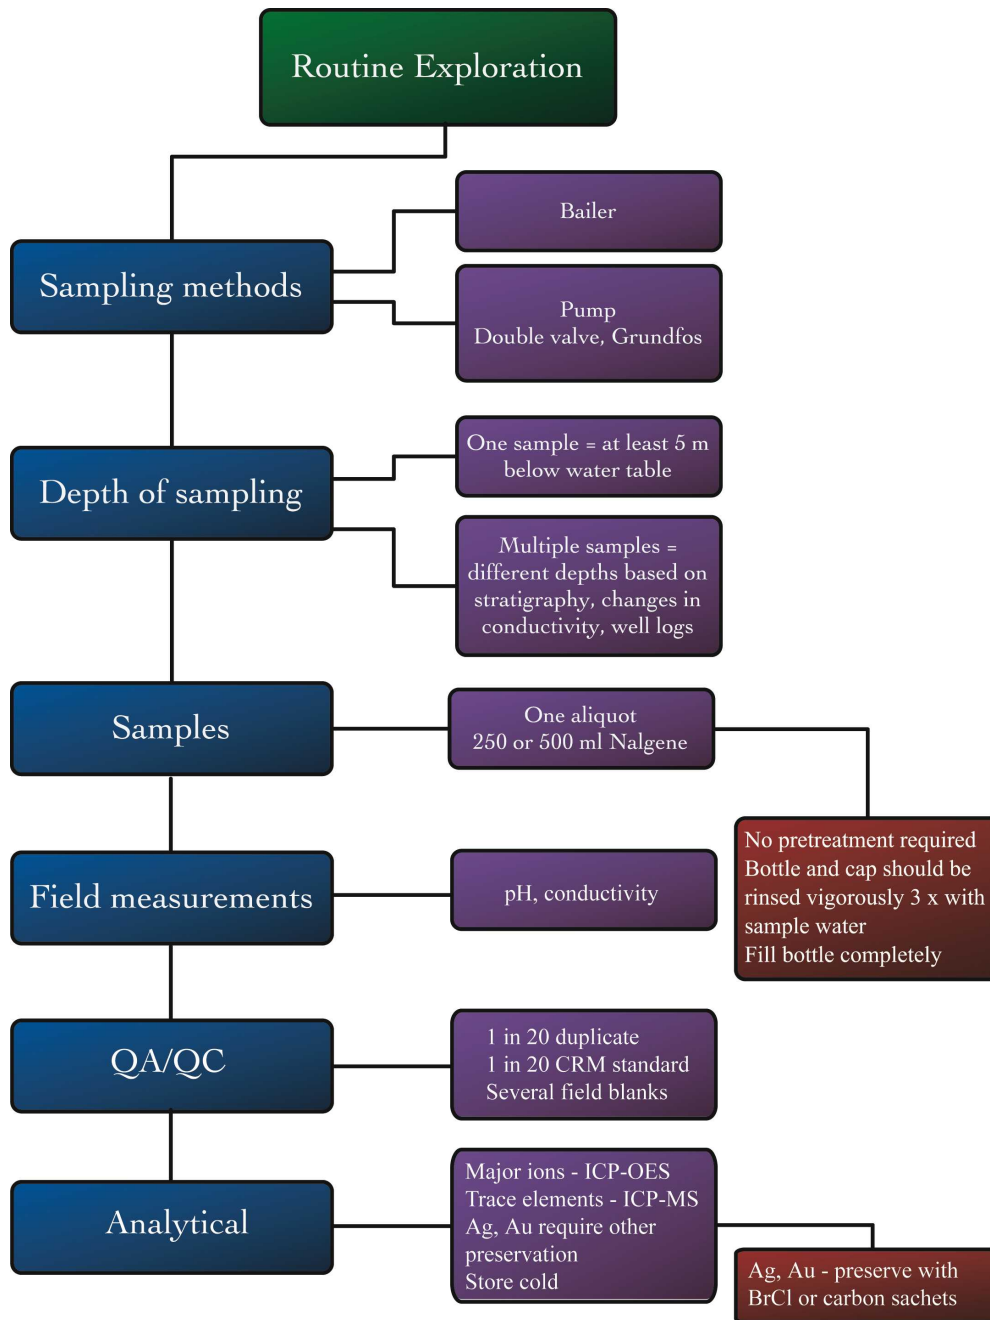 Routine Exploration
Sampling methods
Bailer
Pump
Double valve, Grundfos
Depth of sampling
One sample = at least 5 m
below water table
Multiple samples =
different depths based on
stratigraphy, changes in
conductivity, well logs
Samples
One aliquot
250 or 500 ml Nalgene
No pretreatment required
Bottle and cap should be
rinsed vigorously 3 x with
sample water
Fill bottle completely
Field measurements
pH, conductivity
QA/QC
1 in 20 duplicate
1 in 20 CRM standard
Several field blanks
Analytical
Major ions - ICP-OES
Trace elements - ICP-MS
Ag, Au require other
preservation
Store cold
Ag, Au - preserve with
BrCl or carbon sachets